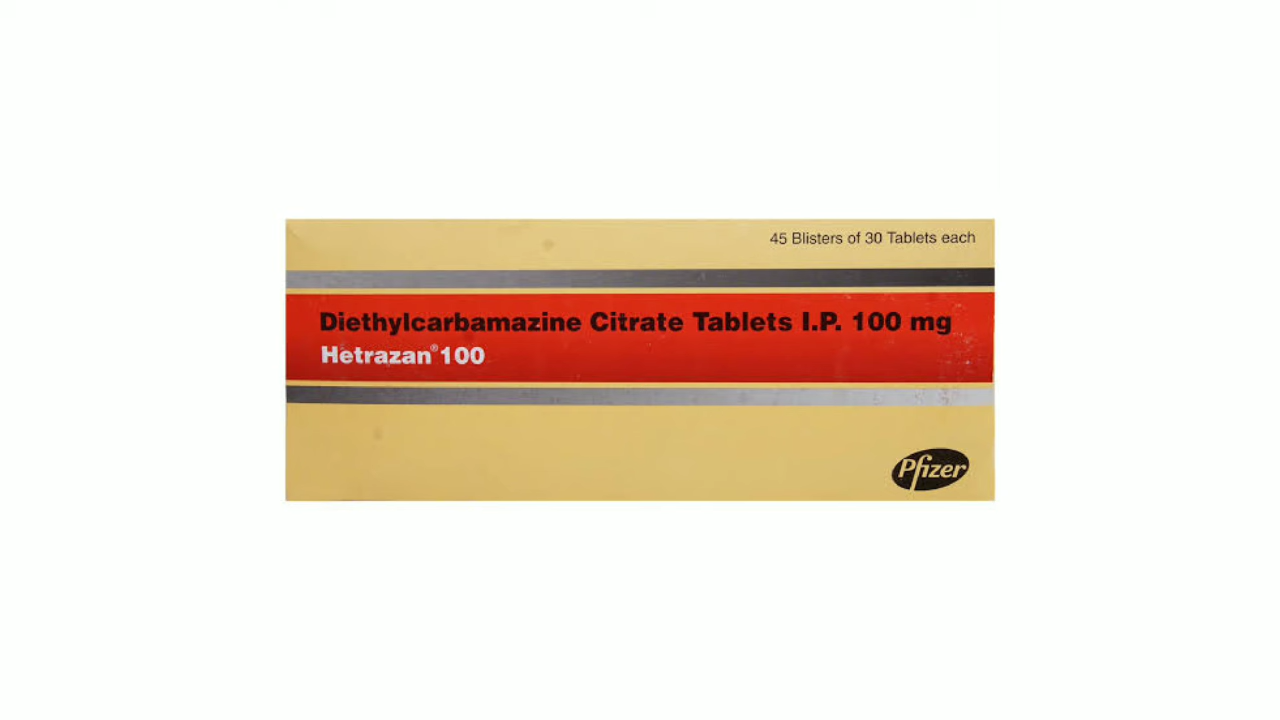 45 Blisters of 30 Tablets each
Diethylcarbamazine Citrate Tablets I.P. 100 mg
Hetrazan® 100
Pfizer